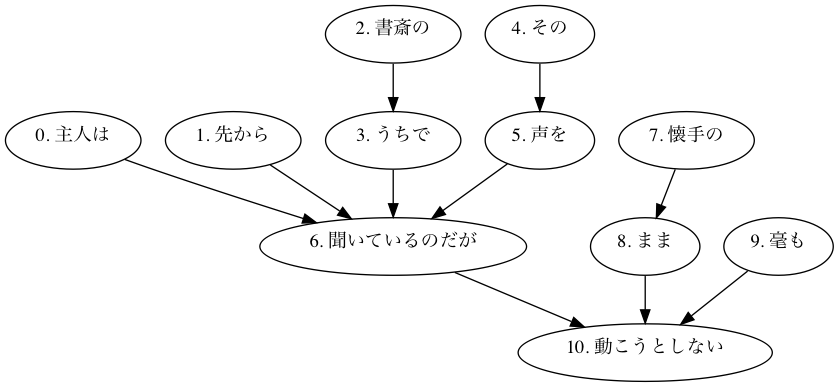 2. 書斎の
4. その
0. 主人は
1. 先から
3. うちで
5. 声を
7. 懐手の
6. 聞いているのだが
8. まま
9. 毫も
10. 動こうとしない